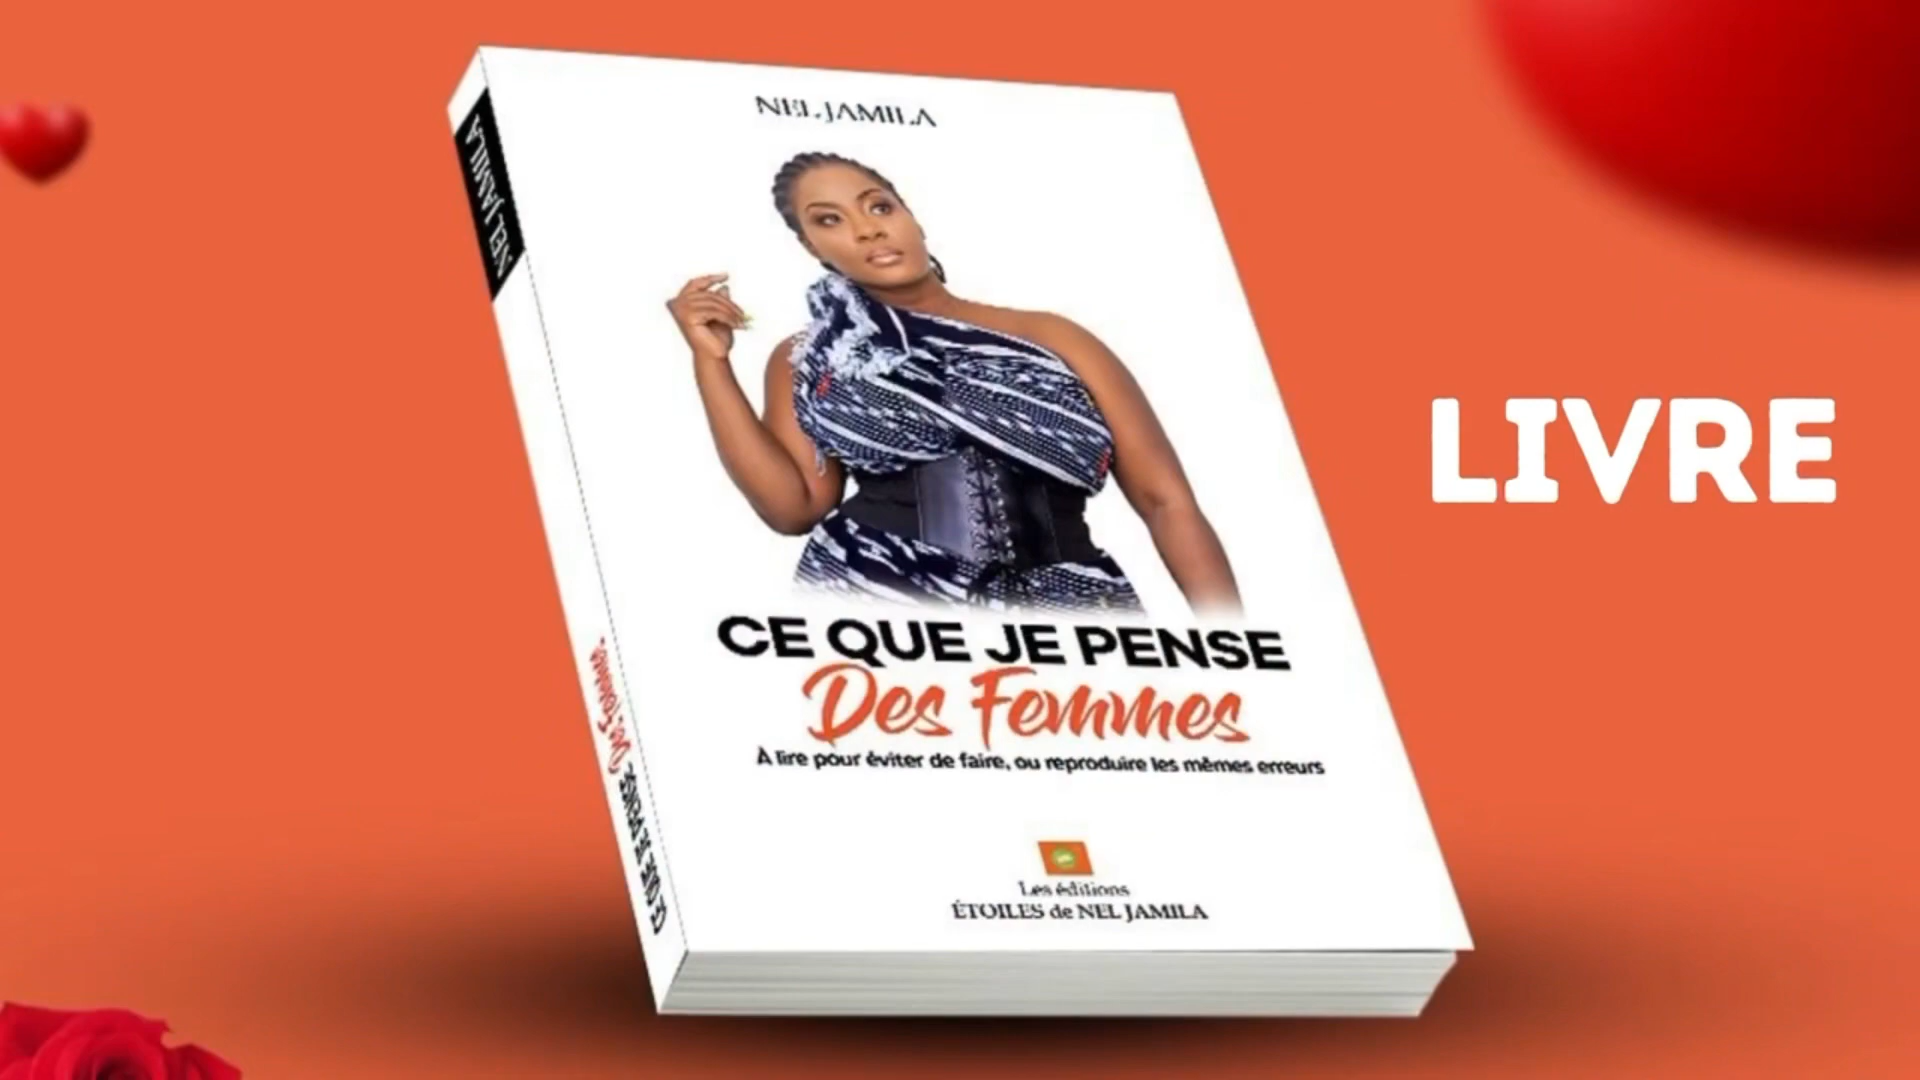 NEL JAMILA
NEL JAMILA
CE QUE JE PENSE
Des Femmes
À lire pour éviter de faire, ou reproduire les mêmes erreurs
Les éditions
ÉTOILES de NEL JAMILA
CE QUE JE PENSE Des Femmes
LIVRE